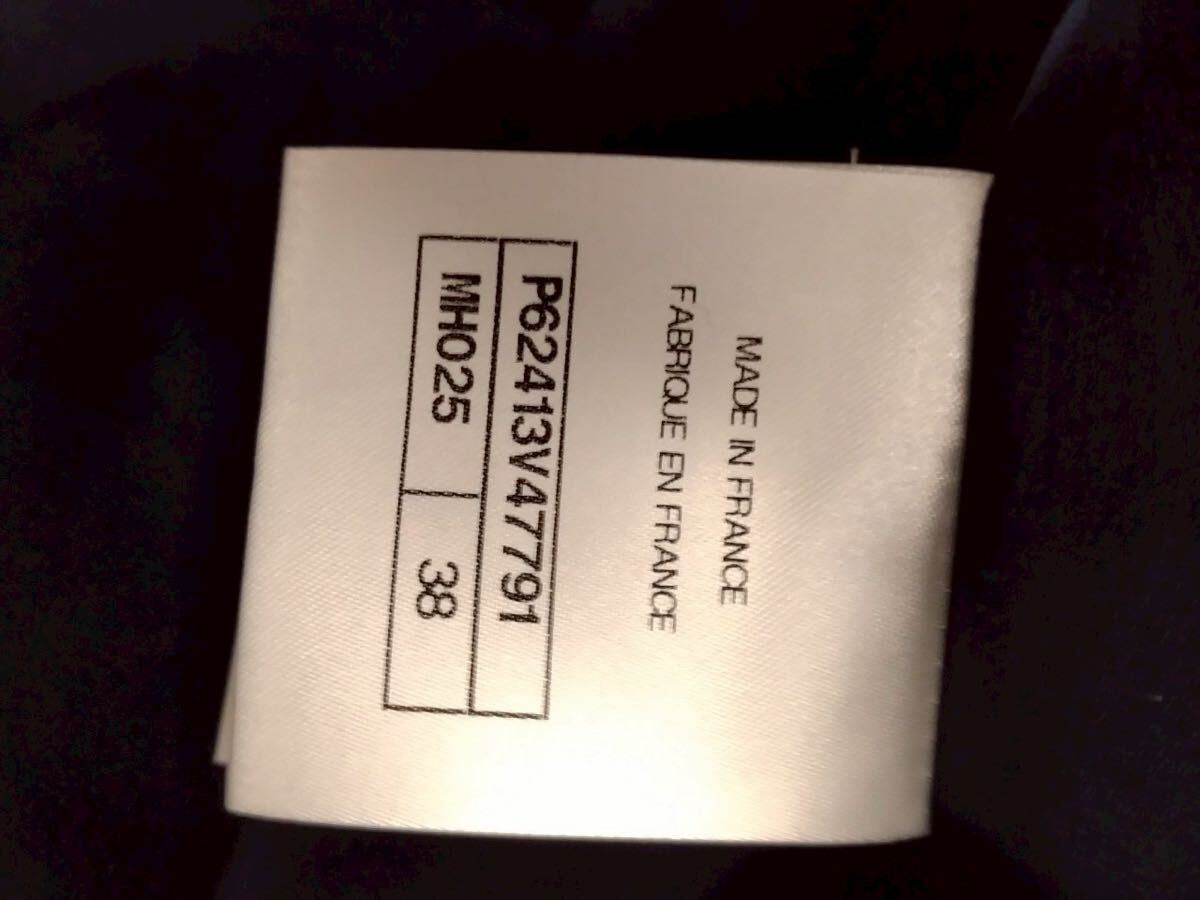 MADE IN FRANCE
FABRIQUE EN FRANCE
P62413V47791
MH025 38